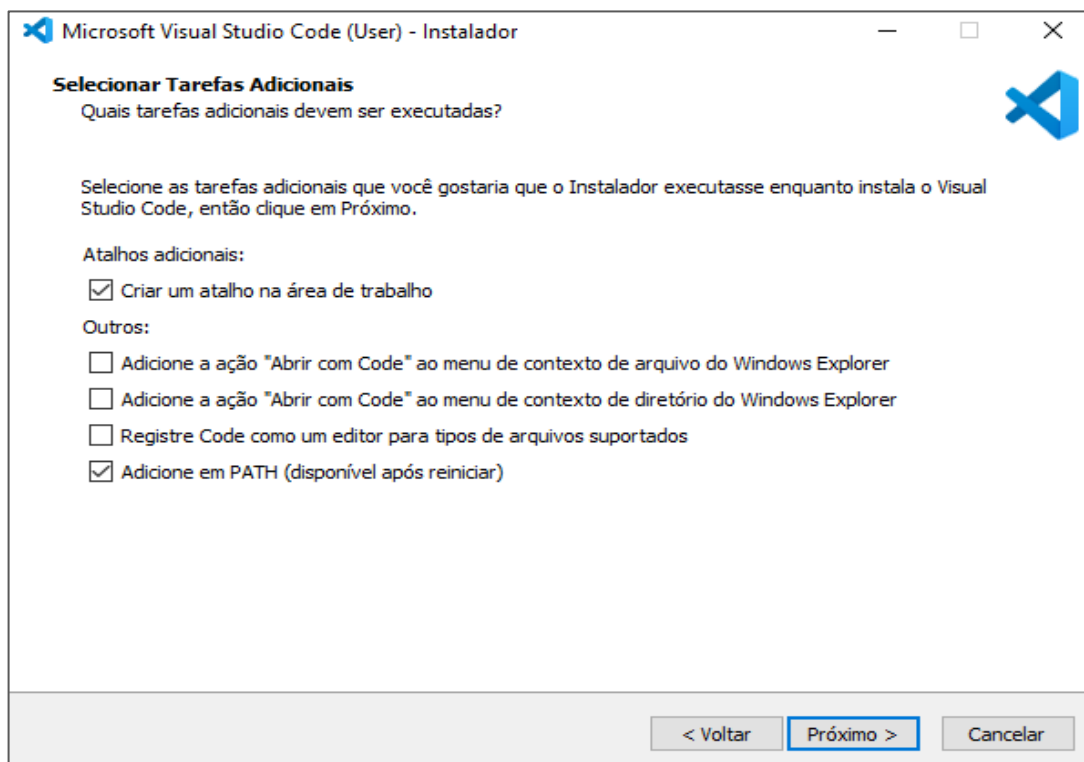 Microsoft Visual Studio Code (User) - Instalador
Selecionar Tarefas Adicionais
Quais tarefas adicionais devem ser executadas?
Selecione as tarefas adicionais que você gostaria que o Instalador executasse enquanto instala o Visual
Studio Code, então clique em Próximo.
Atalhos adicionais:
Criar um atalho na área de trabalho
Outros:
Adicione a ação "Abrir com Code" ao menu de contexto de arquivo do Windows Explorer
Adicione a ação "Abrir com Code" ao menu de contexto de diretório do Windows Explorer
Registre Code como um editor para tipos de arquivos suportados
Adicione em PATH (disponível após reiniciar)
< Voltar Próximo > Cancelar